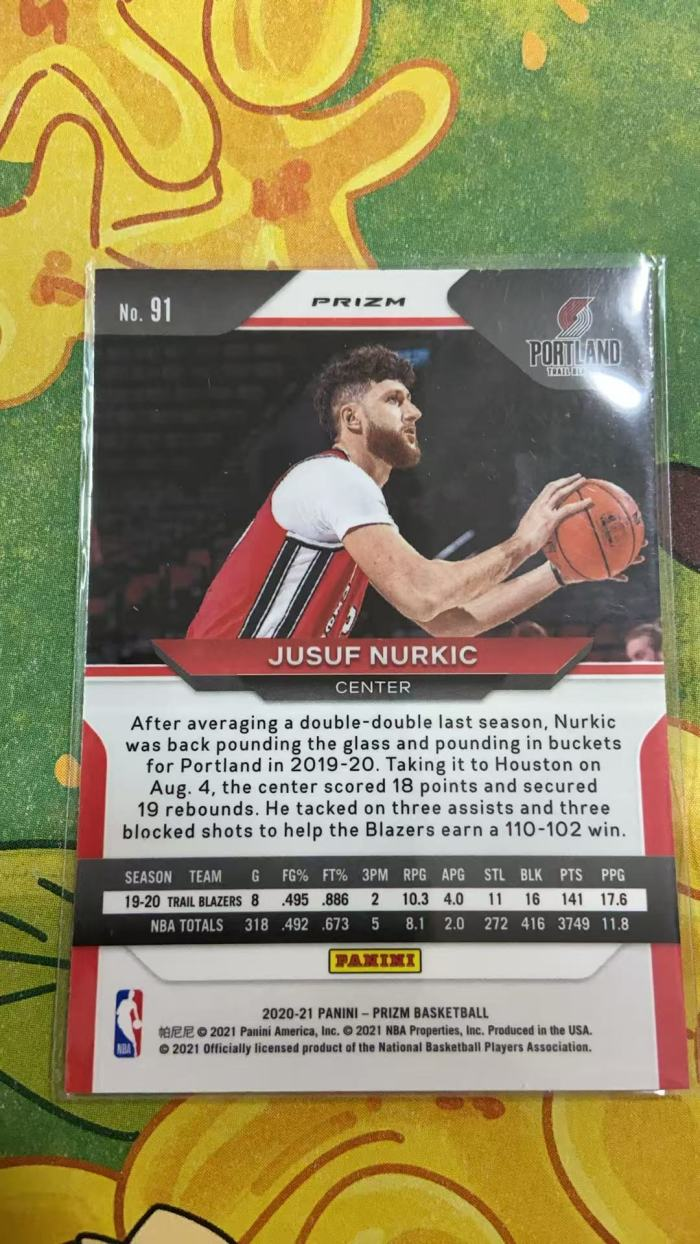 No. 91
PRIZM
PORTLAND
TRAIL BLA
JUSUF NURKIC
CENTER
After averaging a double-double last season, Nurkic
was back pounding the glass and pounding in buckets
for Portland in 2019-20. Taking it to Houston on
Aug. 4, the center scored 18 points and secured
19 rebounds. He tacked on three assists and three
blocked shots to help the Blazers earn a 110-102 win.
SEASON TEAM G FG% FT% 3PM RPG APG STL BLK PTS PPG
19-20 TRAIL BLAZERS 8 .495 .886 2 10.3 4.0 11 16 141 17.6
NBA TOTALS 318 .492 .673 5 8.1 2.0 272 416 3749 11.8
PANINI
2020-21 PANINI – PRIZM BASKETBALL
帕尼尼 © 2021 Panini America, Inc. © 2021 NBA Properties, Inc. Produced in the USA.
© 2021 Officially licensed product of the National Basketball Players Association.
NBA